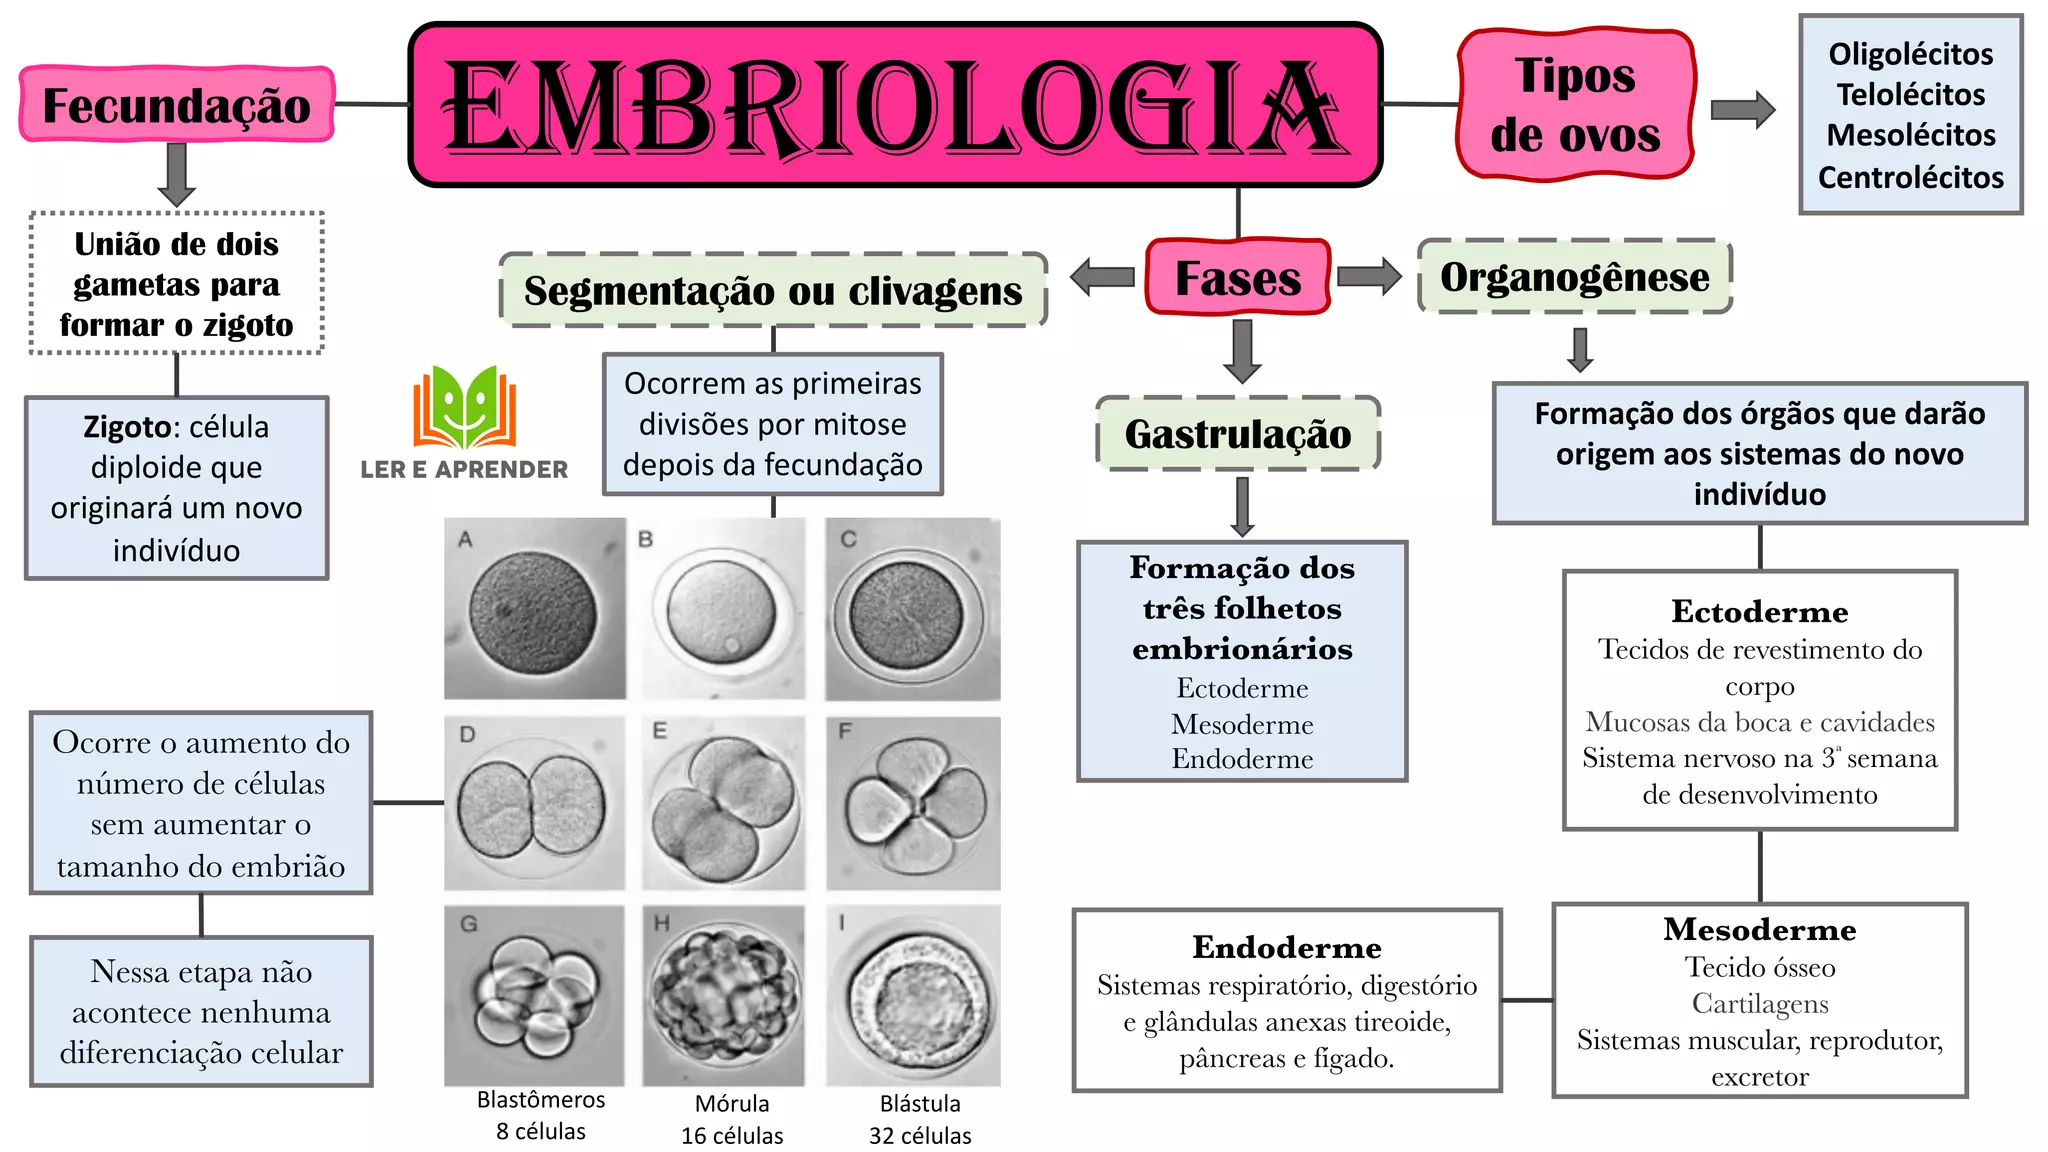 EMBRIOLOGIA
Fecundação
União de dois
gametas para
formar o zigoto
Zigoto: célula
diploide que
originará um novo
indivíduo
Tipos
de ovos
Oligolécitos
Telolécitos
Mesolécitos
Centrolécitos
Fases
Segmentação ou clivagens
Ocorrem as primeiras
divisões por mitose
depois da fecundação
LER E APRENDER
A
B
C
D
E
F
G
H
I
Blastômeros
8 células
Mórula
16 células
Blástula
32 células
Ocorre o aumento do
número de células
sem aumentar o
tamanho do embrião
Nessa etapa não
acontece nenhuma
diferenciação celular
Gastrulação
Formação dos
três folhetos
embrionários
Ectoderme
Mesoderme
Endoderme
Organogênese
Formação dos órgãos que darão
origem aos sistemas do novo
indivíduo
Ectoderme
Tecidos de revestimento do
corpo
Mucosas da boca e cavidades
Sistema nervoso na 3ª semana
de desenvolvimento
Mesoderme
Tecido ósseo
Cartilagens
Sistemas muscular, reprodutor,
excretor
Endoderme
Sistemas respiratório, digestório
e glândulas anexas tireoide,
pâncreas e fígado.